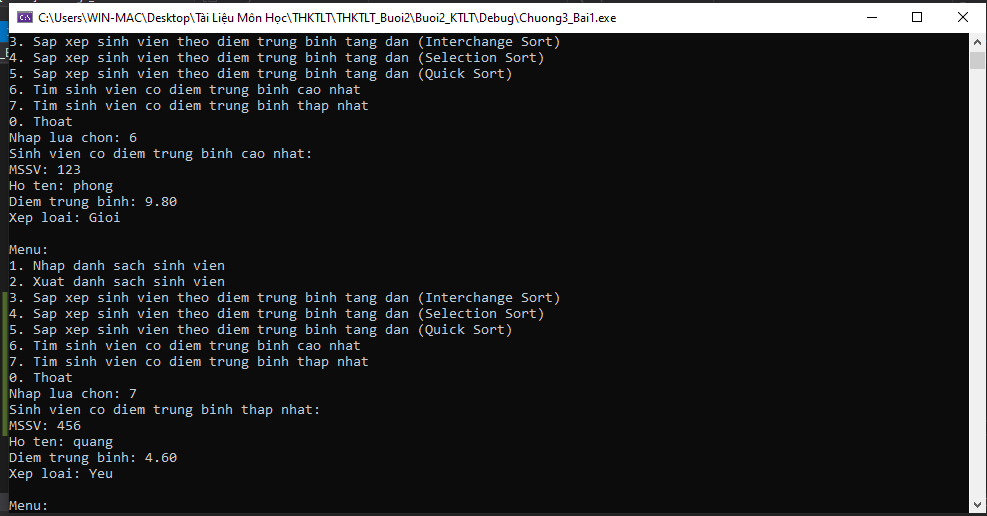 C:\Users\WIN-MAC\Desktop\Tài Liệu Môn Học\THKTLT\THKTLT_Buoi2\Buoi2_KTLT\Debug\Chuong3_Bai1.exe
3. Sap xep sinh vien theo diem trung binh tang dan (Interchange Sort)
4. Sap xep sinh vien theo diem trung binh tang dan (Selection Sort)
5. Sap xep sinh vien theo diem trung binh tang dan (Quick Sort)
6. Tim sinh vien co diem trung binh cao nhat
7. Tim sinh vien co diem trung binh thap nhat
0. Thoat
Nhap lua chon: 6
Sinh vien co diem trung binh cao nhat:
MSSV: 123
Ho ten: phong
Diem trung binh: 9.80
Xep loai: Gioi
Menu:
1. Nhap danh sach sinh vien
2. Xuat danh sach sinh vien
3. Sap xep sinh vien theo diem trung binh tang dan (Interchange Sort)
4. Sap xep sinh vien theo diem trung binh tang dan (Selection Sort)
5. Sap xep sinh vien theo diem trung binh tang dan (Quick Sort)
6. Tim sinh vien co diem trung binh cao nhat
7. Tim sinh vien co diem trung binh thap nhat
0. Thoat
Nhap lua chon: 7
Sinh vien co diem trung binh thap nhat:
MSSV: 456
Ho ten: quang
Diem trung binh: 4.60
Xep loai: Yeu
Menu: